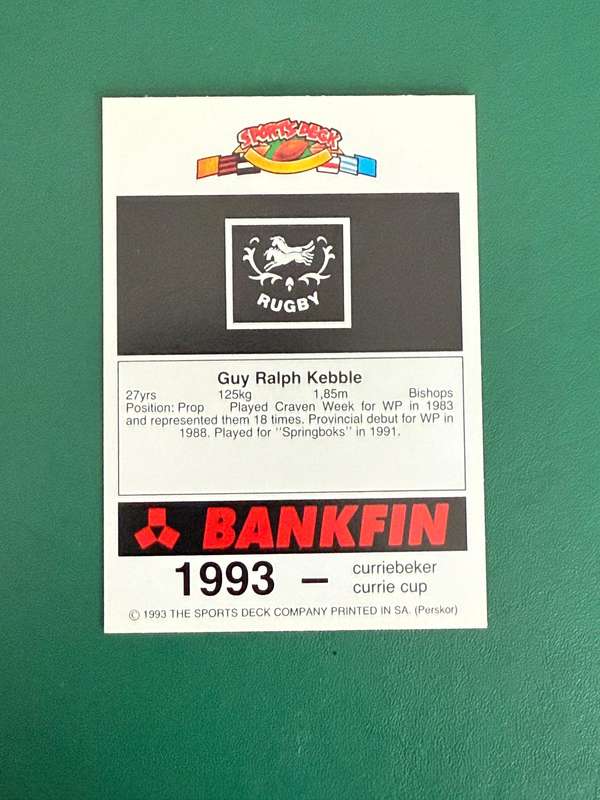 SPORTS DECK
RUGBY
Guy Ralph Kebble
27yrs 125kg 1,85m Bishops
Position: Prop Played Craven Week for WP in 1983
and represented them 18 times. Provincial debut for WP in
1988. Played for "Springboks" in 1991.
BANKFIN
1993 – curriebeker
currie cup
© 1993 THE SPORTS DECK COMPANY PRINTED IN SA. (Perskor)